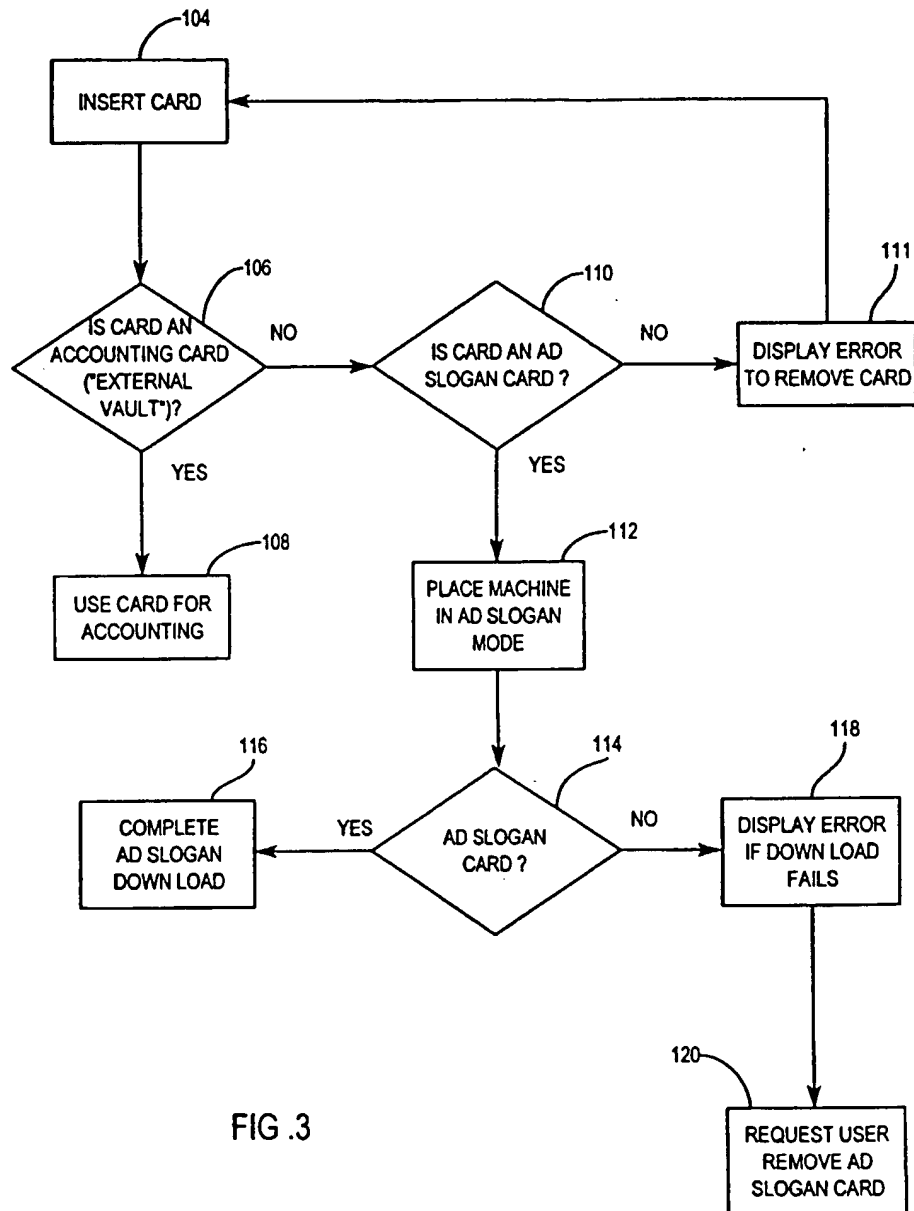 104
INSERT CARD
106
IS CARD AN
ACCOUNTING CARD
("EXTERNAL
VAULT")?
NO
110
IS CARD AN AD
SLOGAN CARD ?
NO
111
DISPLAY ERROR
TO REMOVE CARD
YES
108
USE CARD FOR
ACCOUNTING
YES
112
PLACE MACHINE
IN AD SLOGAN
MODE
114
AD SLOGAN
CARD ?
YES
116
COMPLETE
AD SLOGAN
DOWN LOAD
NO
118
DISPLAY ERROR
IF DOWN LOAD
FAILS
120
REQUEST USER
REMOVE AD
SLOGAN CARD
FIG .3